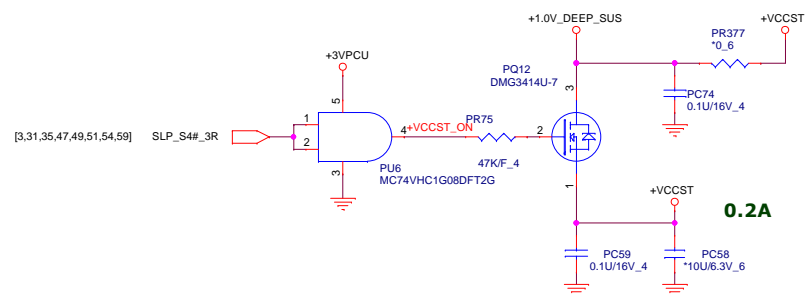 +1.0V_DEEP_SUS
+VCCST
PR377
*0_6
+3VPCU
PQ12
DMG3414U-7
3
PC74
0.1U/16V_4
5
[3,31,35,47,49,51,54,59]
SLP_S4#_3R
1
2
4
+VCCST_ON
PR75
2
47K/F_4
3
PU6
MC74VHC1G08DFT2G
1
+VCCST
0.2A
PC59
0.1U/16V_4
PC58
*10U/6.3V_6